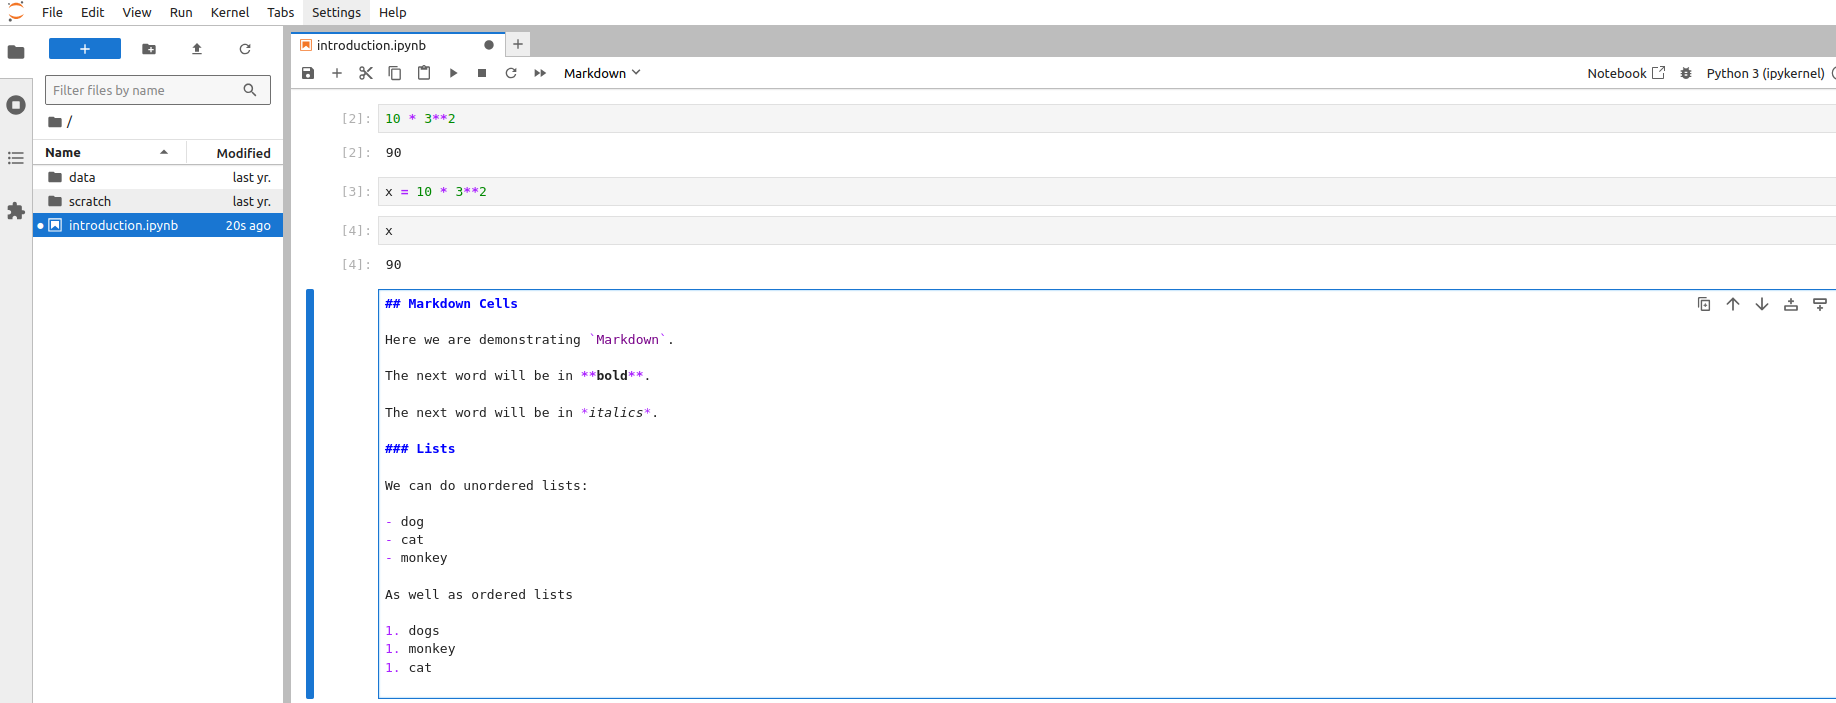 File Edit View Run Kernel Tabs Settings Help
introduction.ipynb
Markdown
Notebook
Python 3 (ipykernel)
Filter files by name
/
Name Modified
data last yr.
scratch last yr.
introduction.ipynb 20s ago
[2]: 10 * 3**2
[2]: 90
[3]: x = 10 * 3**2
[4]: x
[4]: 90
## Markdown Cells
Here we are demonstrating `Markdown`.
The next word will be in **bold**.
The next word will be in *italics*.
### Lists
We can do unordered lists:
- dog
- cat
- monkey
As well as ordered lists
1. dogs
1. monkey
1. cat